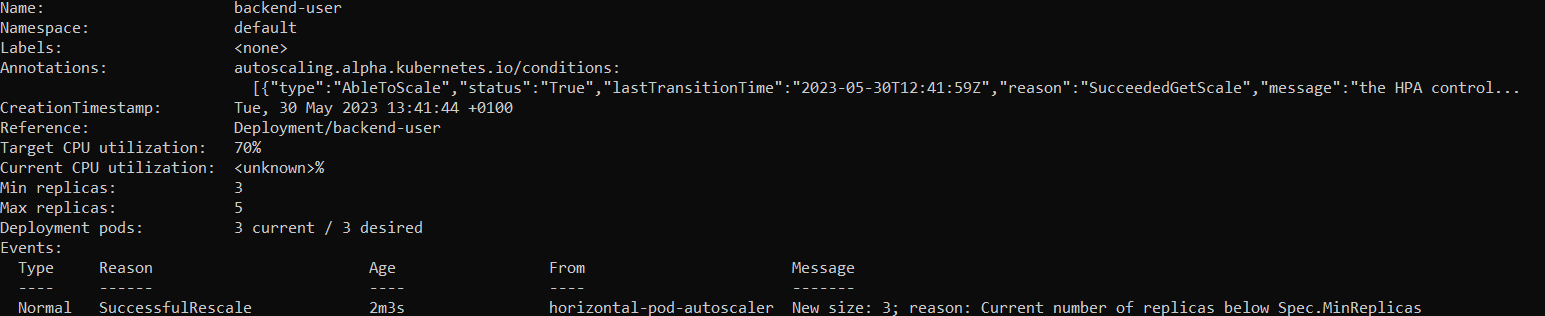 Name: backend-user
Namespace: default
Labels: <none>
Annotations: autoscaling.alpha.kubernetes.io/conditions:
[{"type":"AbleToScale","status":"True","lastTransitionTime":"2023-05-30T12:41:59Z","reason":"SucceededGetScale","message":"the HPA control...
CreationTimestamp: Tue, 30 May 2023 13:41:44 +0100
Reference: Deployment/backend-user
Target CPU utilization: 70%
Current CPU utilization: <unknown>%
Min replicas: 3
Max replicas: 5
Deployment pods: 3 current / 3 desired
Events:
Type Reason Age From Message
---- ------ ---- ---- -------
Normal SuccessfulRescale 2m3s horizontal-pod-autoscaler New size: 3; reason: Current number of replicas below Spec.MinReplicas